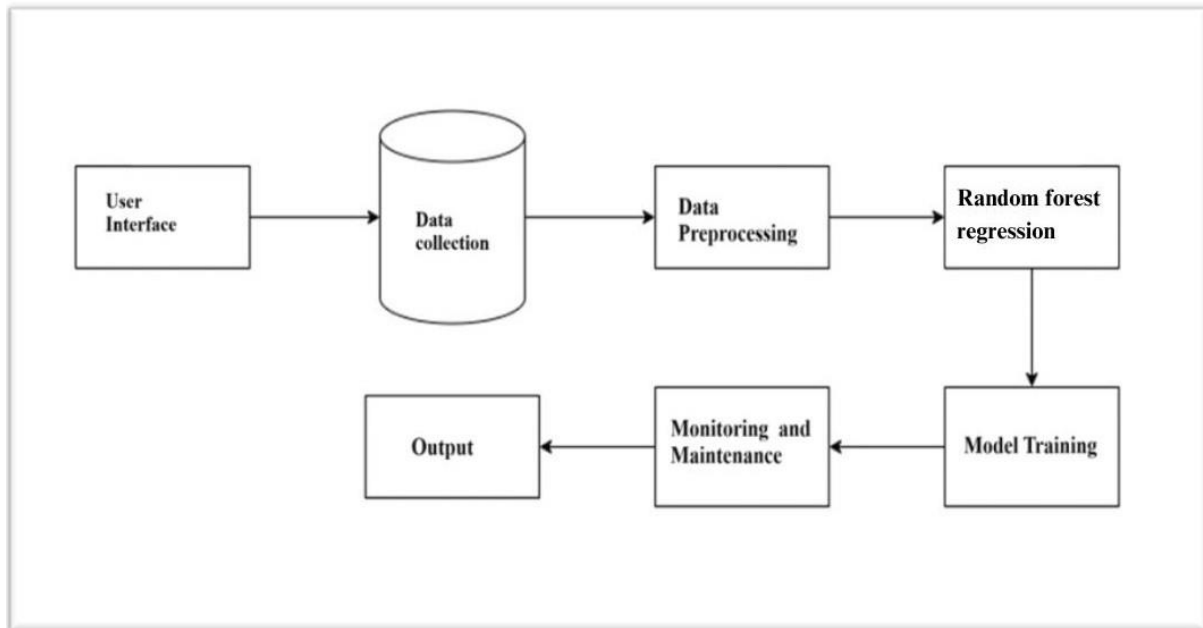 User
Interface
Data
collection
Data
Preprocessing
Random forest
regression
Output
Monitoring and
Maintenance
Model Training